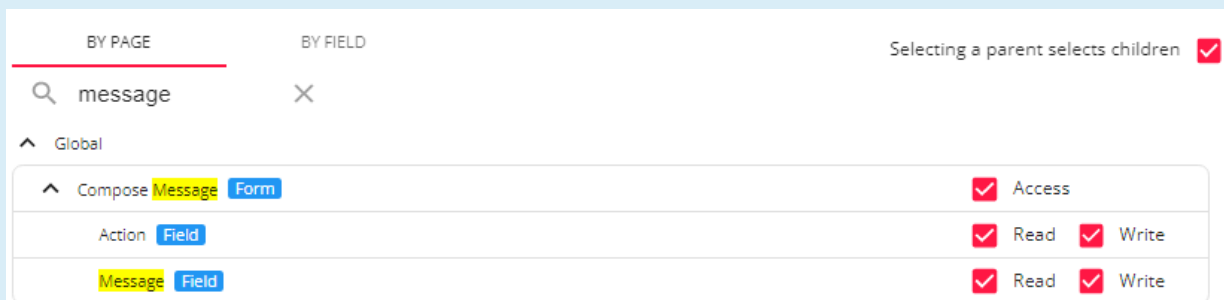 BY PAGE BY FIELD Selecting a parent selects children
message
Global
Compose Message Form Access
Action Field Read Write
Message Field Read Write